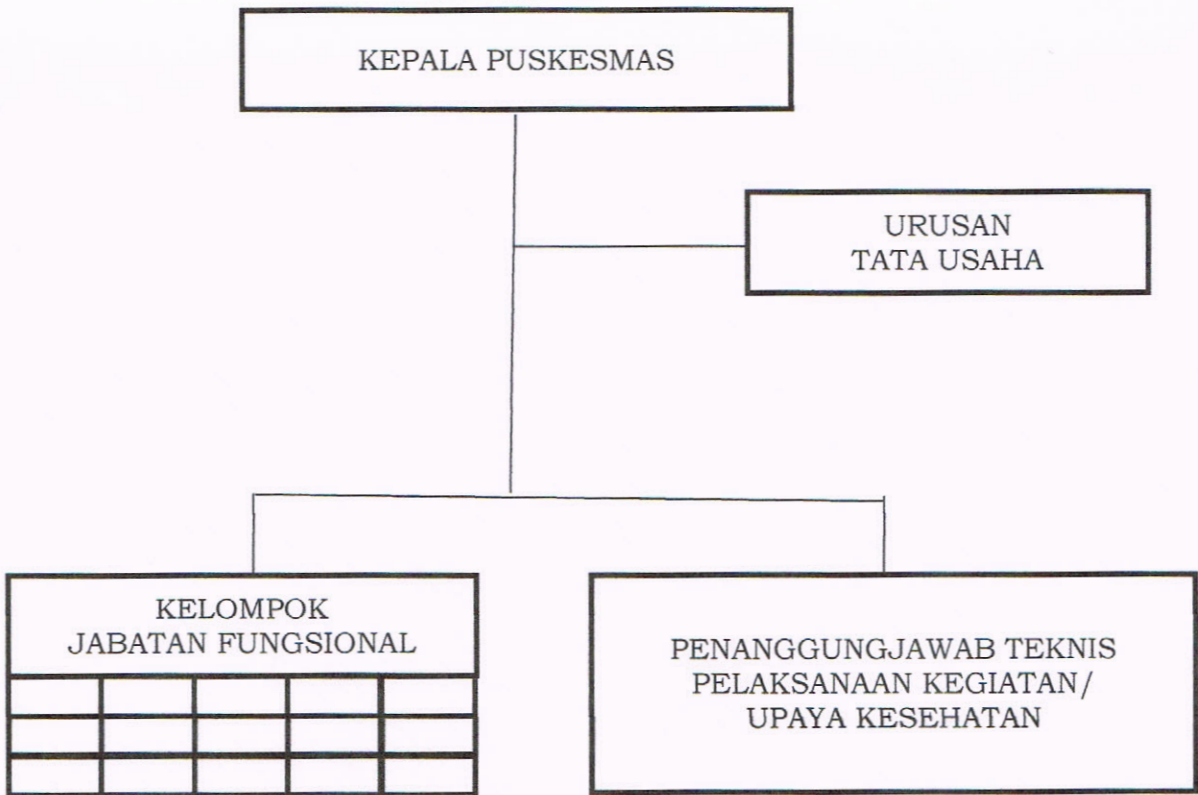 KEPALA PUSKESMAS
URUSAN
TATA USAHA
KELOMPOK
JABATAN FUNGSIONAL
PENANGGUNGJAWAB TEKNIS
PELAKSANAAN KEGIATAN/
UPAYA KESEHATAN